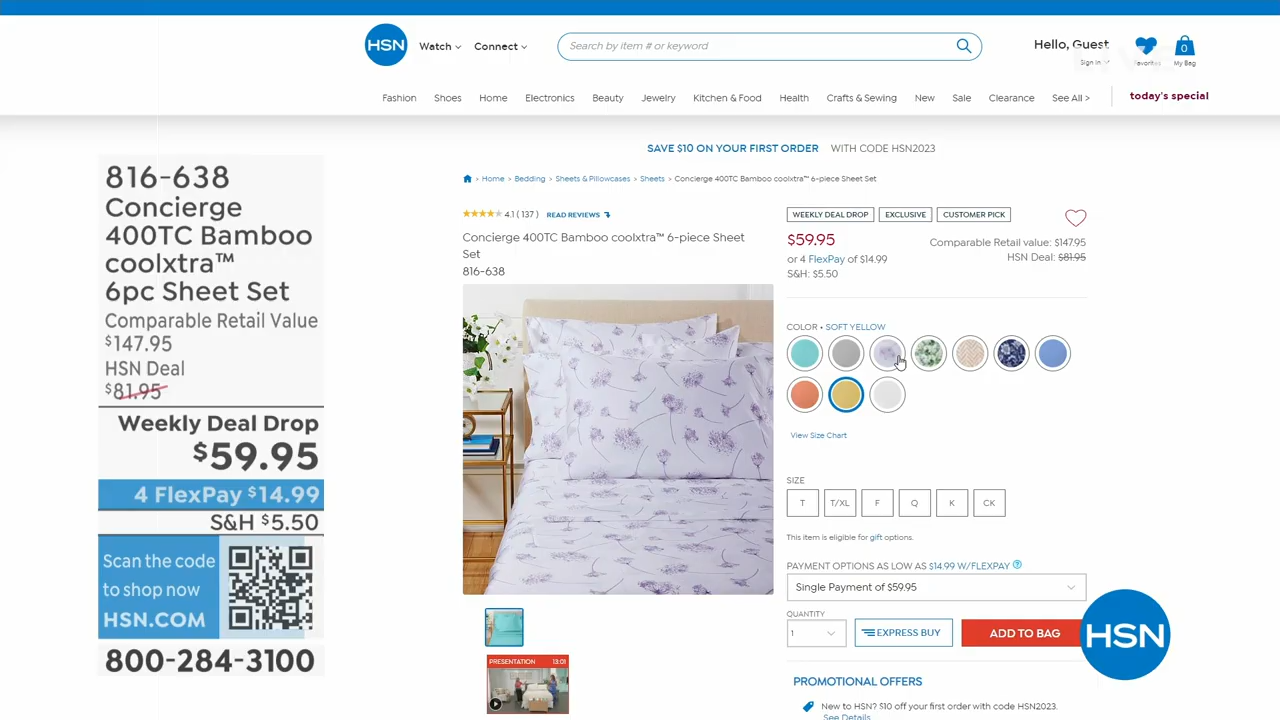 HSN
Watch
Connect
Search by item # or keyword
Hello, Guest
Sign In
Favorites
0
My Bag
Fashion
Shoes
Home
Electronics
Beauty
Jewelry
Kitchen & Food
Health
Crafts & Sewing
New
Sale
Clearance
See All >
today's special
SAVE $10 ON YOUR FIRST ORDER WITH CODE HSN2023
Home > Bedding > Sheets & Pillowcases > Sheets > Concierge 400TC Bamboo coolxtra™ 6-piece Sheet Set
816-638
Concierge
400TC Bamboo
coolxtra™
6pc Sheet Set
Comparable Retail Value
$147.95
HSN Deal
$81.95
Weekly Deal Drop
$59.95
4 FlexPay $14.99
S&H $5.50
Scan the code
to shop now
HSN.COM
800-284-3100
4.1 ( 137 ) READ REVIEWS
Concierge 400TC Bamboo coolxtra™ 6-piece Sheet
Set
816-638
PRESENTATION 13:01
WEEKLY DEAL DROP
EXCLUSIVE
CUSTOMER PICK
$59.95
Comparable Retail value: $147.95
or 4 FlexPay of $14.99
HSN Deal: $81.95
S&H: $5.50
COLOR • SOFT YELLOW
View Size Chart
SIZE
T
T/XL
F
Q
K
CK
This item is eligible for gift options.
PAYMENT OPTIONS AS LOW AS $14.99 W/FLEXPAY
Single Payment of $59.95
QUANTITY
1
EXPRESS BUY
ADD TO BAG
HSN
PROMOTIONAL OFFERS
New to HSN? $10 off your first order with code HSN2023.
See Details